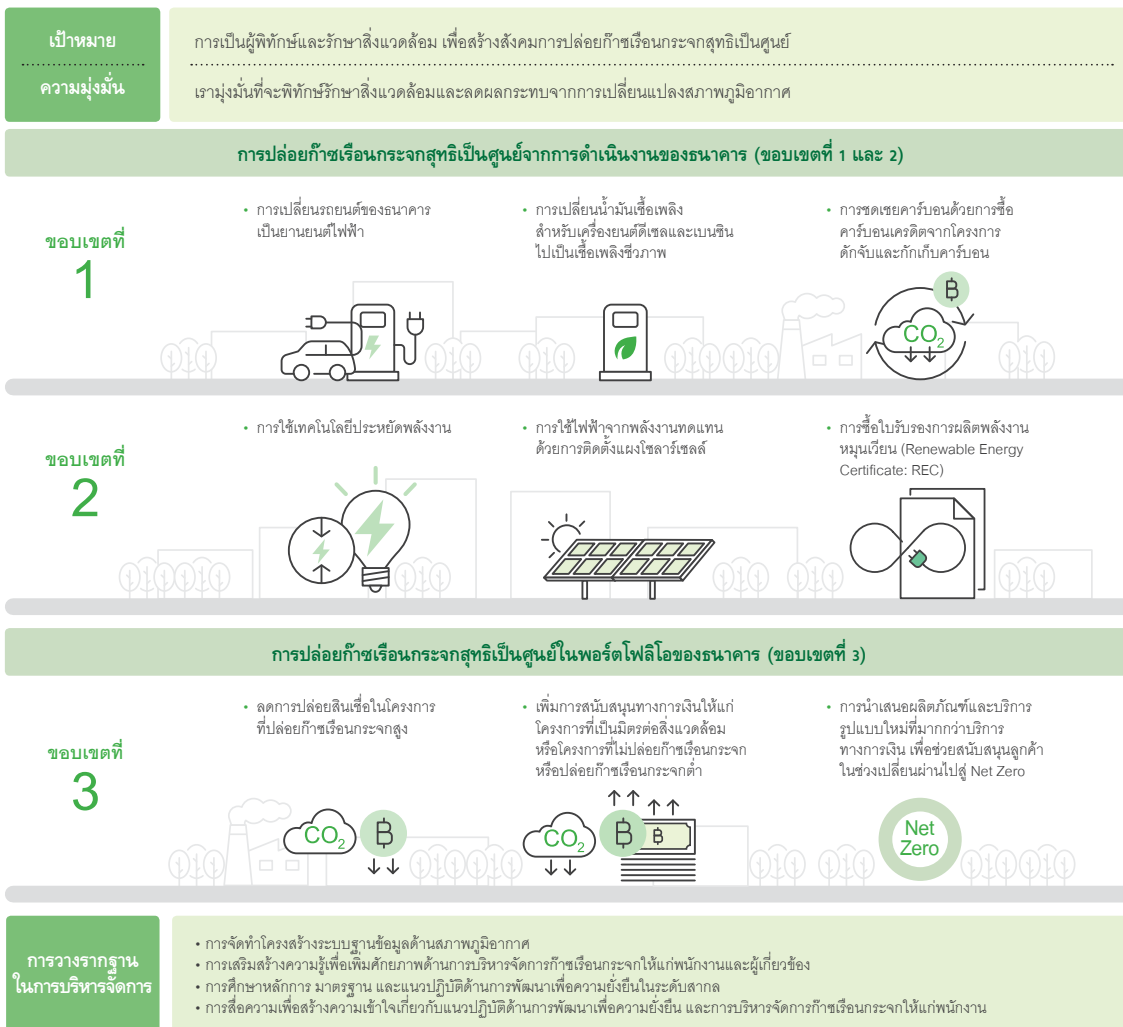 เป้าหมาย
การเป็นผู้พิทักษ์และรักษาสิ่งแวดล้อม เพื่อสร้างสังคมการปล่อยก๊าซเรือนกระจกสุทธิเป็นศูนย์
ความมุ่งมั่น
เรามุ่งมั่นที่จะพิทักษ์รักษาสิ่งแวดล้อมและลดผลกระทบจากการเปลี่ยนแปลงสภาพภูมิอากาศ
การปล่อยก๊าซเรือนกระจกสุทธิเป็นศูนย์จากการดำเนินงานของธนาคาร (ขอบเขตที่ 1 และ 2)
ขอบเขตที่
1
• การเปลี่ยนรถยนต์ของธนาคาร
เป็นยานยนต์ไฟฟ้า
• การเปลี่ยนน้ำมันเชื้อเพลิง
สำหรับเครื่องยนต์ดีเซลและเบนซิน
ไปเป็นเชื้อเพลิงชีวภาพ
• การชดเชยคาร์บอนด้วยการซื้อ
คาร์บอนเครดิตจากโครงการ
ดักจับและกักเก็บคาร์บอน
฿
CO2
ขอบเขตที่
2
• การใช้เทคโนโลยีประหยัดพลังงาน
• การใช้ไฟฟ้าจากพลังงานทดแทน
ด้วยการติดตั้งแผงโซลาร์เซลล์
• การซื้อใบรับรองการผลิตพลังงาน
หมุนเวียน (Renewable Energy
Certificate: REC)
การปล่อยก๊าซเรือนกระจกสุทธิเป็นศูนย์ในพอร์ตโฟลิโอของธนาคาร (ขอบเขตที่ 3)
ขอบเขตที่
3
• ลดการปล่อยสินเชื่อในโครงการ
ที่ปล่อยก๊าซเรือนกระจกสูง
CO2 ฿
• เพิ่มการสนับสนุนทางการเงินให้แก่
โครงการที่เป็นมิตรต่อสิ่งแวดล้อม
หรือโครงการที่ไม่ปล่อยก๊าซเรือนกระจก
หรือปล่อยก๊าซเรือนกระจกต่ำ
CO2 ฿ ฿
• การนำเสนอผลิตภัณฑ์และบริการ
รูปแบบใหม่ที่มากกว่าบริการ
ทางการเงิน เพื่อช่วยสนับสนุนลูกค้า
ในช่วงเปลี่ยนผ่านไปสู่ Net Zero
Net
Zero
การวางรากฐาน
ในการบริหารจัดการ
• การจัดทำโครงสร้างระบบฐานข้อมูลด้านสภาพภูมิอากาศ
• การเสริมสร้างความรู้เพื่อเพิ่มศักยภาพด้านการบริหารจัดการก๊าซเรือนกระจกให้แก่พนักงานและผู้เกี่ยวข้อง
• การศึกษาหลักการ มาตรฐาน และแนวปฏิบัติด้านการพัฒนาเพื่อความยั่งยืนในระดับสากล
• การสื่อความเพื่อสร้างความเข้าใจเกี่ยวกับแนวปฏิบัติด้านการพัฒนาเพื่อความยั่งยืน และการบริหารจัดการก๊าซเรือนกระจกให้แก่พนักงาน